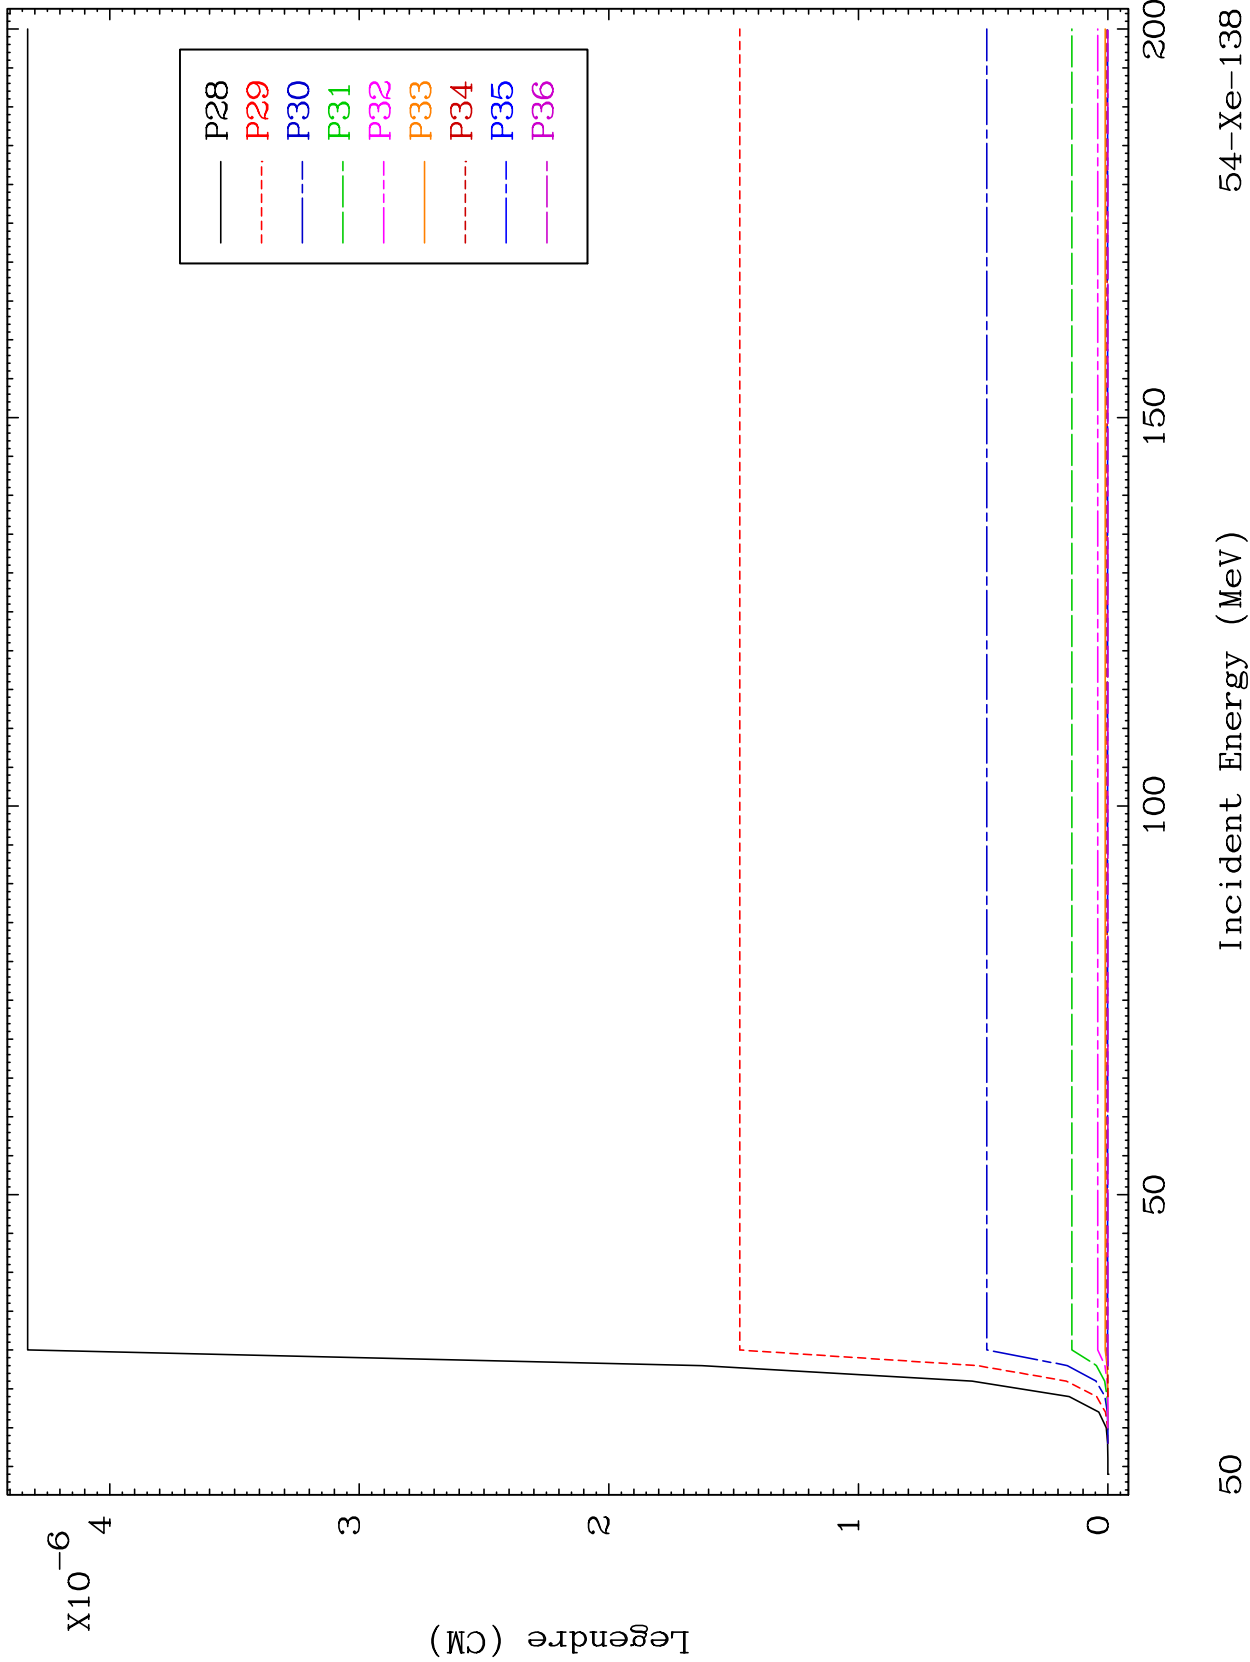 X10-6
4
3
2
1
0
Legendre (CM)
P28
P29
P30
P31
P32
P33
P34
P35
P36
50
100
150
200
Incident Energy (MeV)
50
54-Xe-138